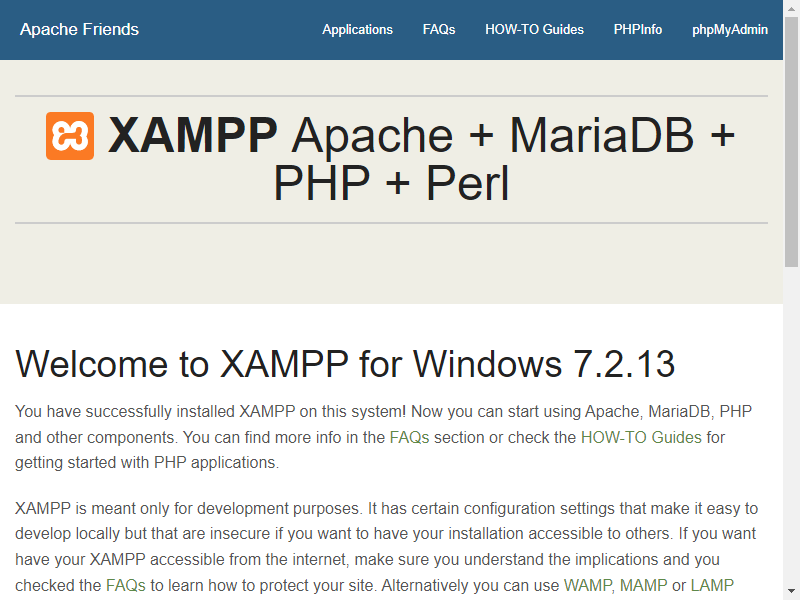 Apache Friends Applications FAQs HOW-TO Guides PHPInfo phpMyAdmin
XAMPP Apache + MariaDB +
PHP + Perl
Welcome to XAMPP for Windows 7.2.13
You have successfully installed XAMPP on this system! Now you can start using Apache, MariaDB, PHP
and other components. You can find more info in the FAQs section or check the HOW-TO Guides for
getting started with PHP applications.
XAMPP is meant only for development purposes. It has certain configuration settings that make it easy to
develop locally but that are insecure if you want to have your installation accessible to others. If you want
have your XAMPP accessible from the internet, make sure you understand the implications and you
checked the FAQs to learn how to protect your site. Alternatively you can use WAMP, MAMP or LAMP